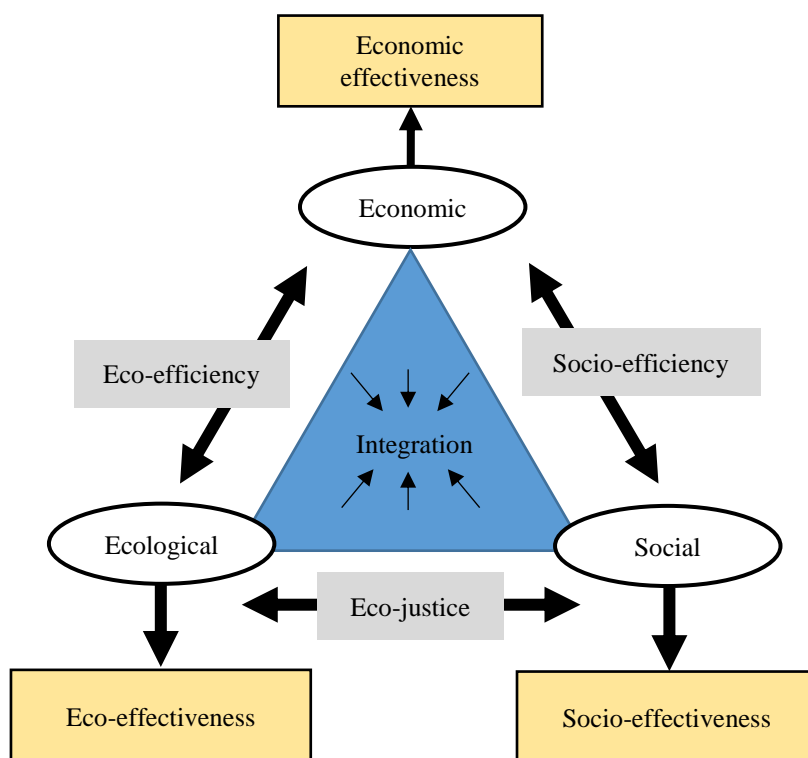 Economic
effectiveness
Economic
Eco-efficiency
Socio-efficiency
Integration
Ecological
Social
Eco-justice
Eco-effectiveness
Socio-effectiveness